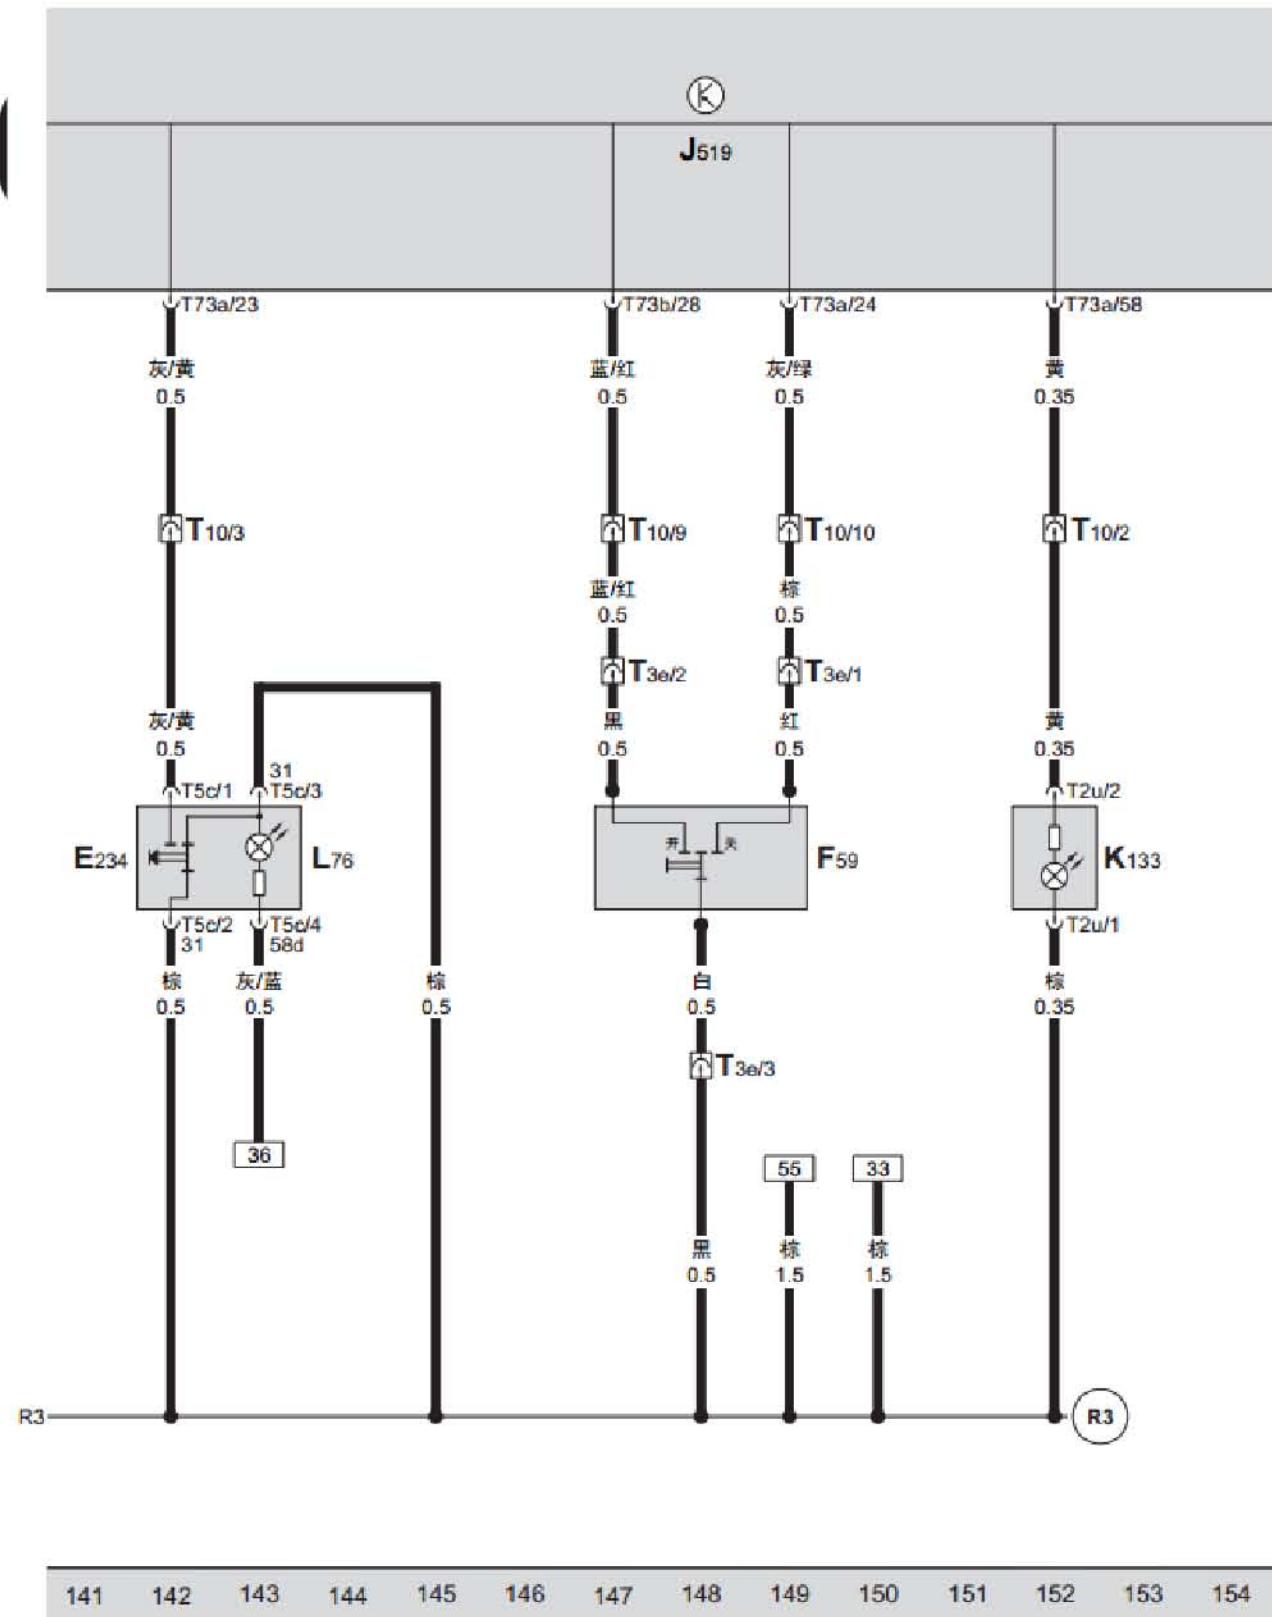 J519
T73a/23 T73b/28 T73a/24 T73a/58
灰/黄 蓝/红 灰/绿 黄
0.5 0.5 0.5 0.35
T10/3 T10/9 T10/10 T10/2
蓝/红 棕
0.5 0.5
T3e/2 T3e/1
灰/黄 黑 红 黄
0.5 0.5 0.5 0.35
31
T5c/1 T5c/3 T2u/2
开 关
E234 L76 F59 K133
T5c/2 T5c/4 T2u/1
31 58d
棕 灰/蓝 棕 白 棕
0.5 0.5 0.5 0.5 0.35
T3e/3
36
55 33
黑 棕 棕
0.5 1.5 1.5
R3 R3
141 142 143 144 145 146 147 148 149 150 151 152 153 154